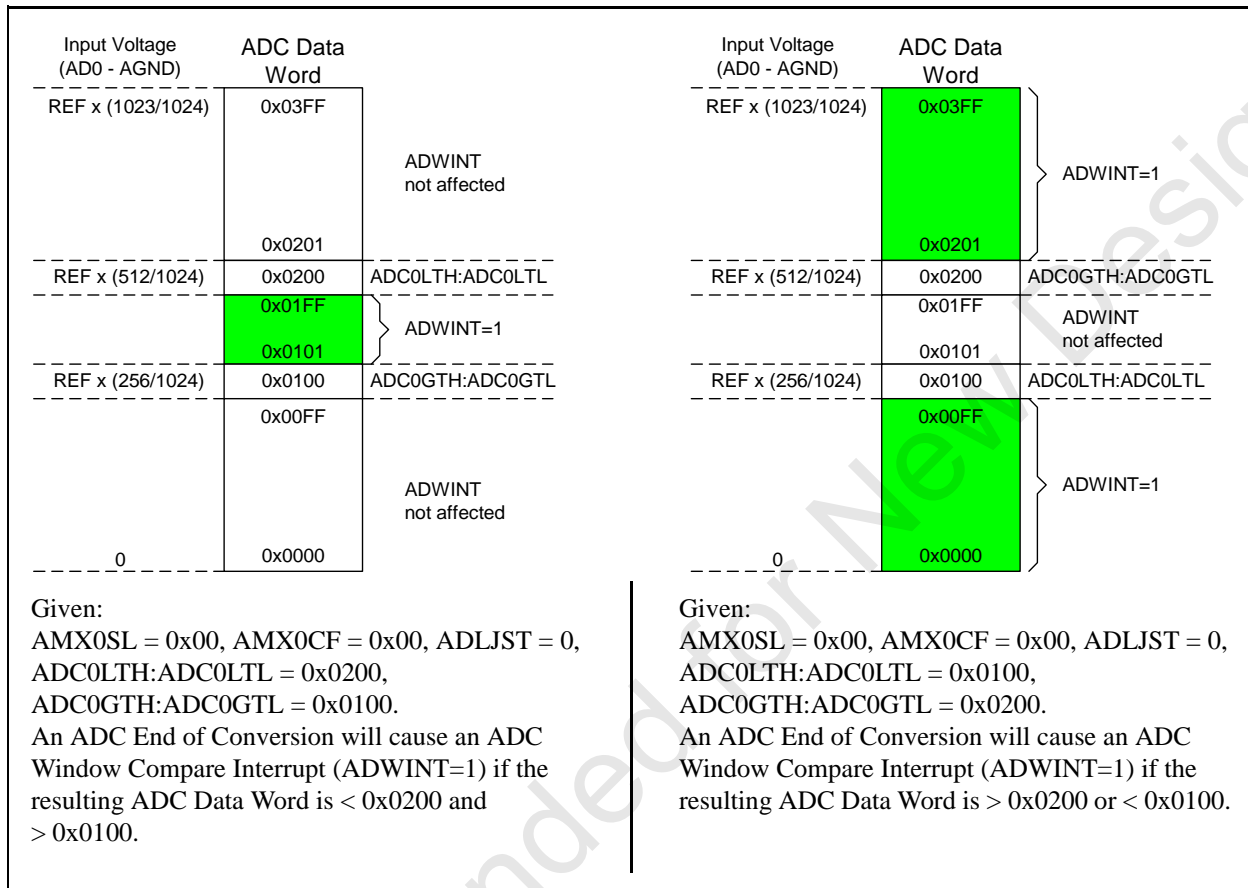 Input Voltage
(AD0 - AGND)
ADC Data
Word
REF x (1023/1024)
0x03FF
ADWINT
not affected
0x0201
REF x (512/1024)
0x0200
ADC0LTH:ADC0LTL
0x01FF
ADWINT=1
0x0101
REF x (256/1024)
0x0100
ADC0GTH:ADC0GTL
0x00FF
ADWINT
not affected
0
0x0000
Given:
AMX0SL = 0x00, AMX0CF = 0x00, ADLJST = 0,
ADC0LTH:ADC0LTL = 0x0200,
ADC0GTH:ADC0GTL = 0x0100.
An ADC End of Conversion will cause an ADC
Window Compare Interrupt (ADWINT=1) if the
resulting ADC Data Word is < 0x0200 and
> 0x0100.
Input Voltage
(AD0 - AGND)
ADC Data
Word
REF x (1023/1024)
0x03FF
ADWINT=1
0x0201
REF x (512/1024)
0x0200
ADC0GTH:ADC0GTL
0x01FF
ADWINT
not affected
0x0101
REF x (256/1024)
0x0100
ADC0LTH:ADC0LTL
0x00FF
ADWINT=1
0
0x0000
Given:
AMX0SL = 0x00, AMX0CF = 0x00, ADLJST = 0,
ADC0LTH:ADC0LTL = 0x0100,
ADC0GTH:ADC0GTL = 0x0200.
An ADC End of Conversion will cause an ADC
Window Compare Interrupt (ADWINT=1) if the
resulting ADC Data Word is > 0x0200 or < 0x0100.
for New